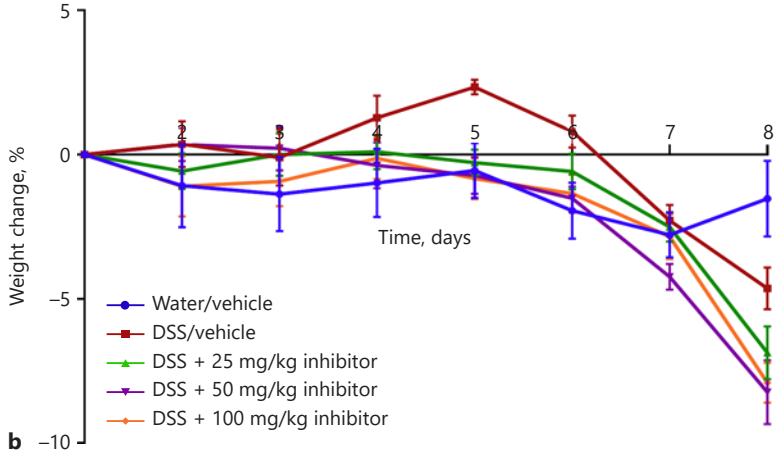 5
Weight change, %
0
2
3
4
5
6
7
8
Time, days
Water/vehicle
DSS/vehicle
DSS + 25 mg/kg inhibitor
DSS + 50 mg/kg inhibitor
DSS + 100 mg/kg inhibitor
−5
b
−10